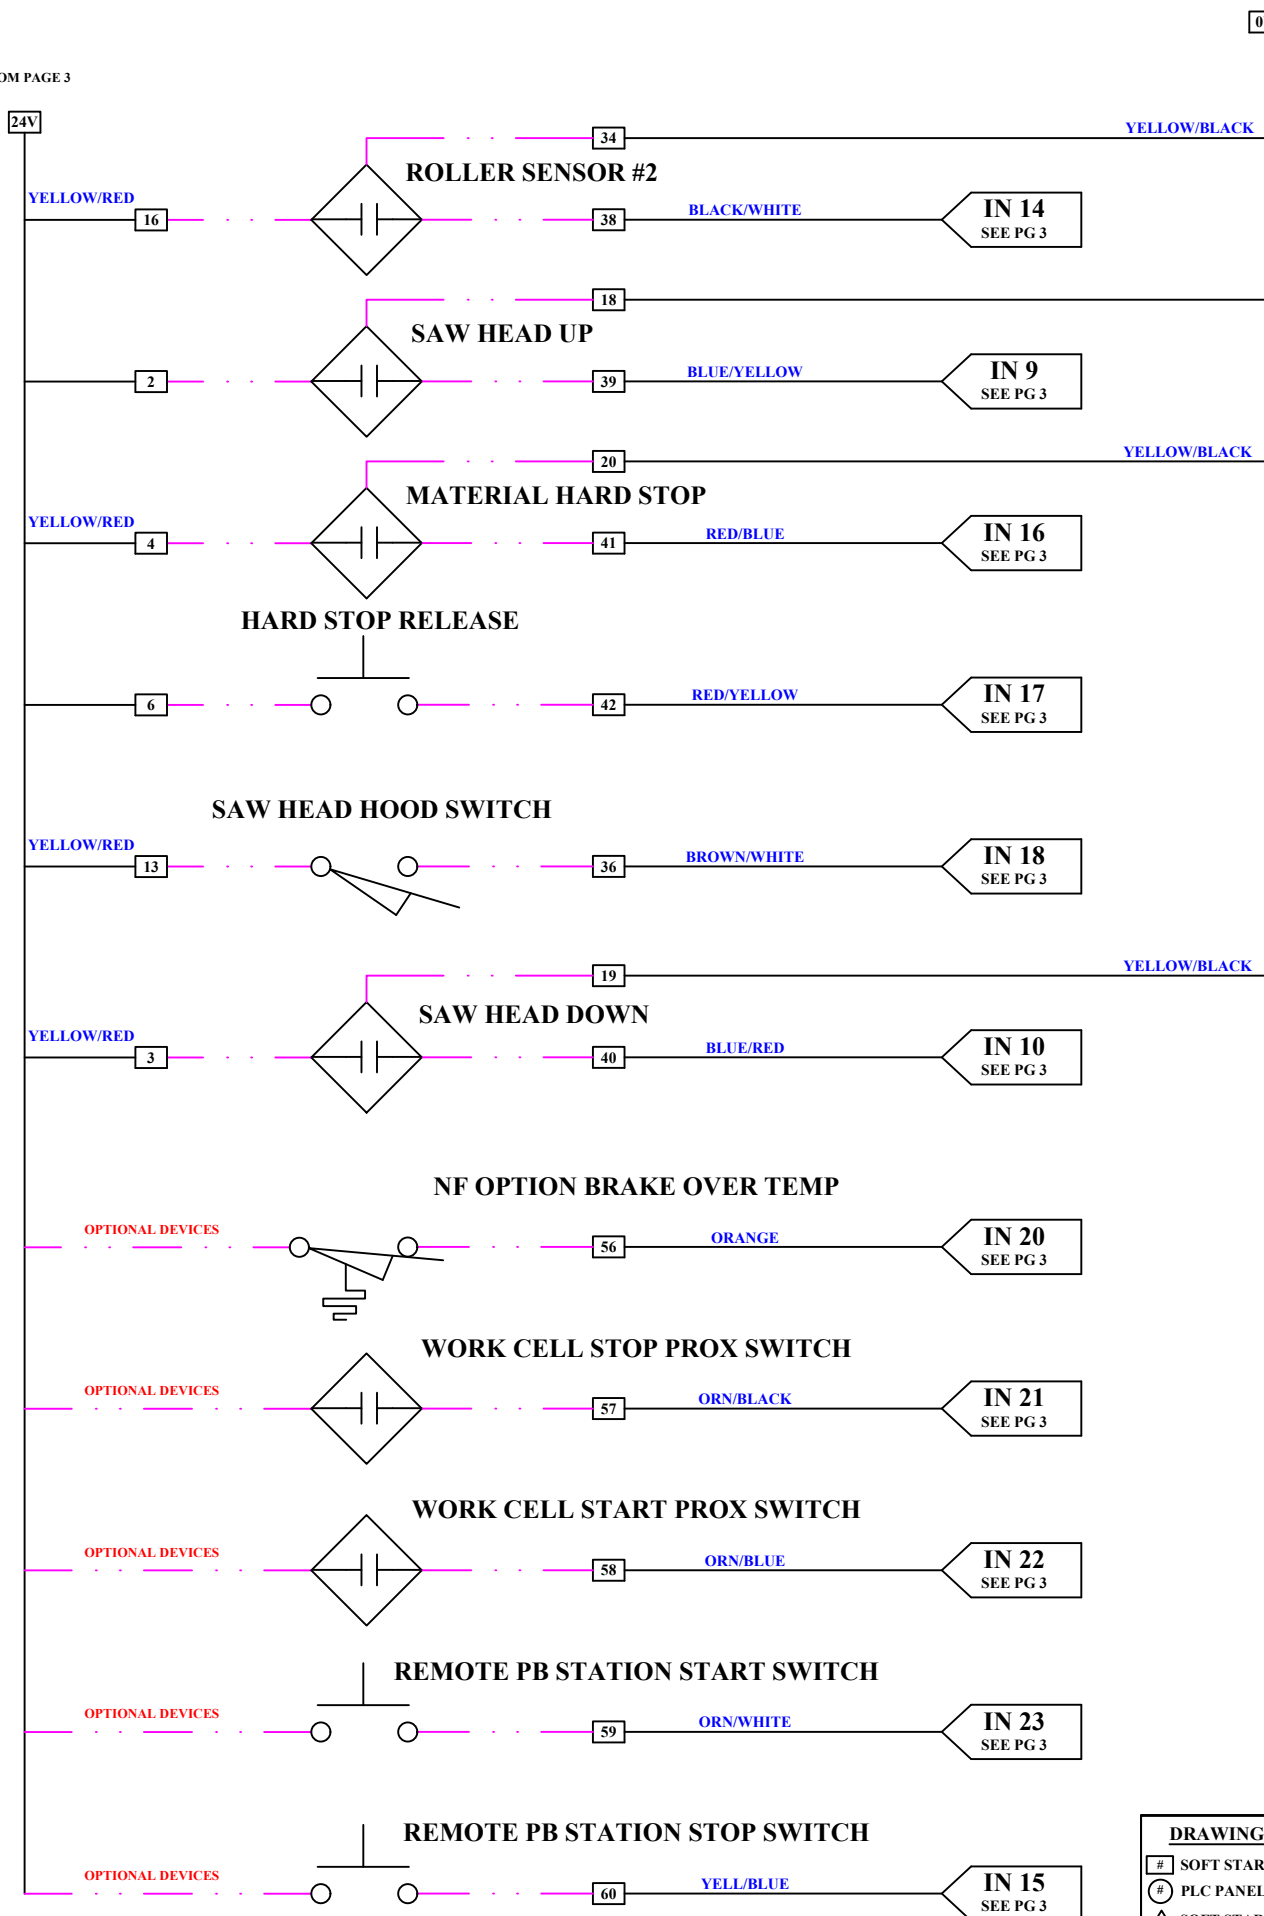 0
OM PAGE 3
24V
34
YELLOW/BLACK
ROLLER SENSOR #2
YELLOW/RED
16
38
BLACK/WHITE
IN 14
SEE PG 3
18
SAW HEAD UP
2
39
BLUE/YELLOW
IN 9
SEE PG 3
20
YELLOW/BLACK
MATERIAL HARD STOP
YELLOW/RED
4
41
RED/BLUE
IN 16
SEE PG 3
HARD STOP RELEASE
6
42
RED/YELLOW
IN 17
SEE PG 3
SAW HEAD HOOD SWITCH
YELLOW/RED
13
36
BROWN/WHITE
IN 18
SEE PG 3
19
YELLOW/BLACK
SAW HEAD DOWN
YELLOW/RED
3
40
BLUE/RED
IN 10
SEE PG 3
NF OPTION BRAKE OVER TEMP
OPTIONAL DEVICES
56
ORANGE
IN 20
SEE PG 3
WORK CELL STOP PROX SWITCH
OPTIONAL DEVICES
57
ORN/BLACK
IN 21
SEE PG 3
WORK CELL START PROX SWITCH
OPTIONAL DEVICES
58
ORN/BLUE
IN 22
SEE PG 3
REMOTE PB STATION START SWITCH
OPTIONAL DEVICES
59
ORN/WHITE
IN 23
SEE PG 3
REMOTE PB STATION STOP SWITCH
OPTIONAL DEVICES
60
YELL/BLUE
IN 15
SEE PG 3
DRAWING
# SOFT STAR
# PLC PANEL